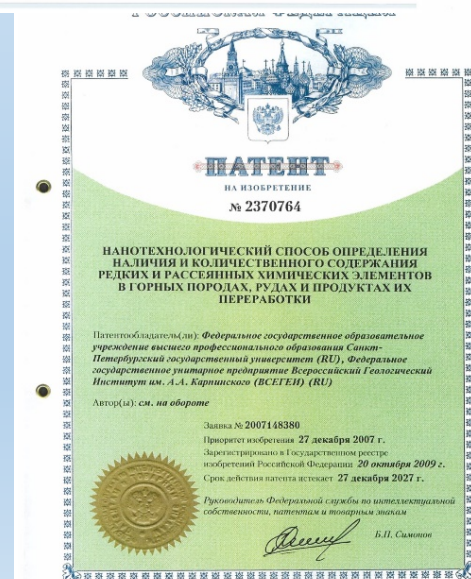 ПАТЕНТ
НА ИЗОБРЕТЕНИЕ
№ 2370764
НАНОТЕХНОЛОГИЧЕСКИЙ СПОСОБ ОПРЕДЕЛЕНИЯ
НАЛИЧИЯ И КОЛИЧЕСТВЕННОГО СОДЕРЖАНИЯ
РЕДКИХ И РАССЕЯННЫХ ХИМИЧЕСКИХ ЭЛЕМЕНТОВ
В ГОРНЫХ ПОРОДАХ, РУДАХ И ПРОДУКТАХ ИХ
ПЕРЕРАБОТКИ
Патентообладатель(ли): Федеральное государственное образовательное
учреждение высшего профессионального образования Санкт-
Петербургский государственный университет (RU), Федеральное
государственное унитарное предприятие Всероссийский Геологический
Институт им. А.А. Карпинского (ВСЕГЕИ) (RU)
Автор(ы): см. на обороте
Заявка № 2007148380
Приоритет изобретения 27 декабря 2007 г.
Зарегистрировано в Государственном реестре
изобретений Российской Федерации 20 октября 2009 г.
Срок действия патента истекает 27 декабря 2027 г.
Руководитель Федеральной службы по интеллектуальной
собственности, патентам и товарным знакам
Б.П. Симонов